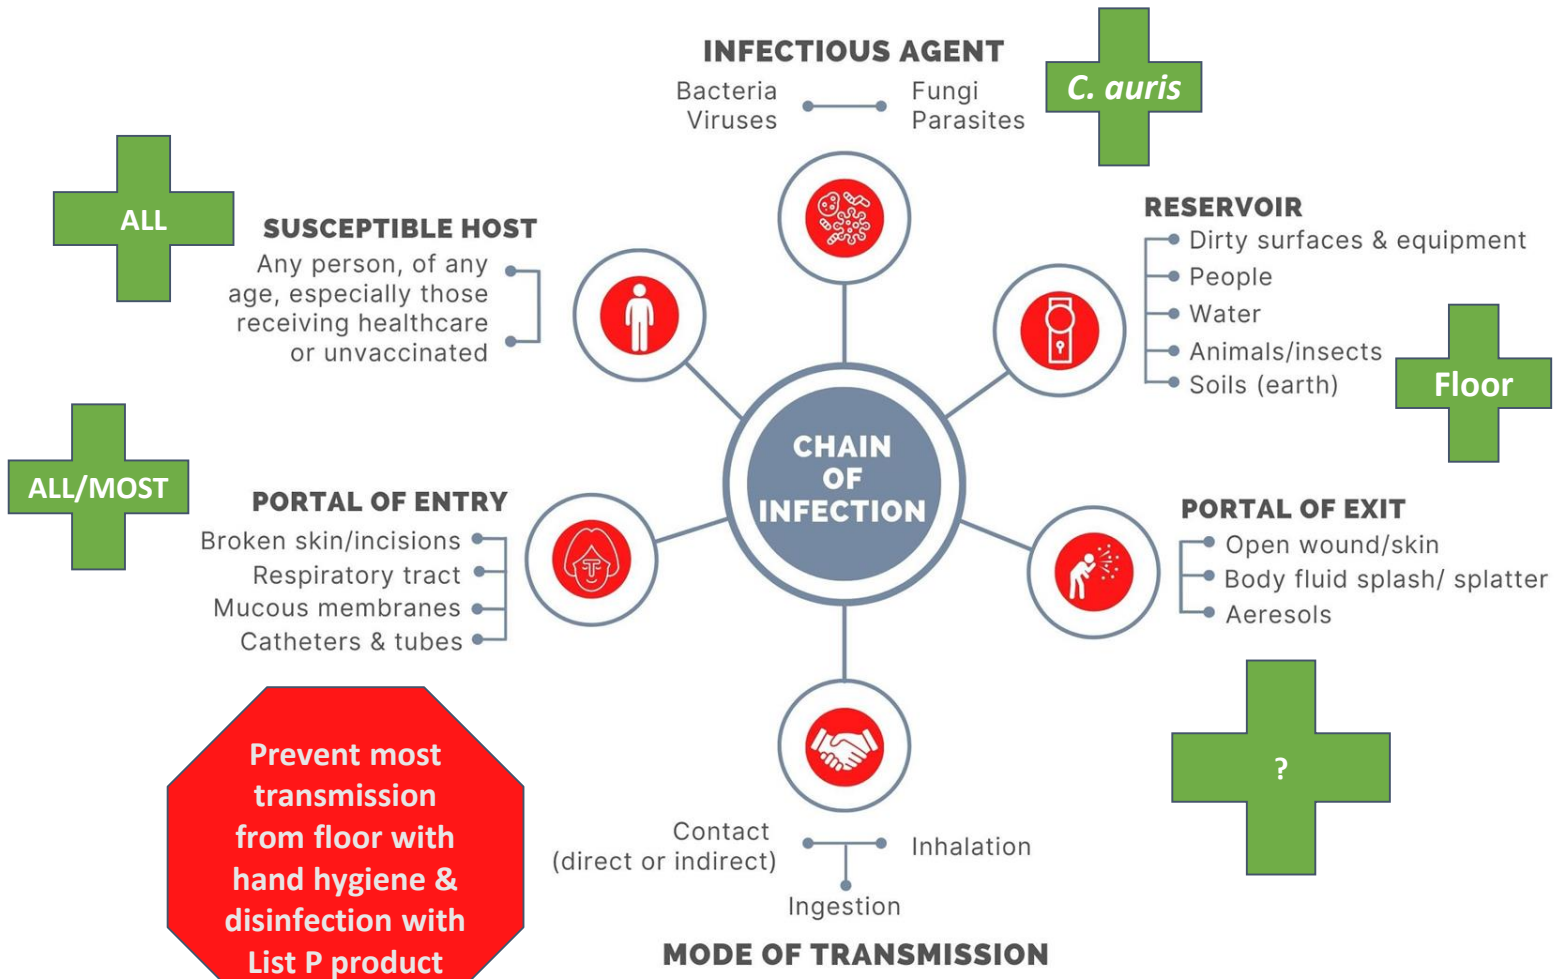 INFECTIOUS AGENT
Bacteria
Viruses
Fungi
Parasites
C. auris
ALL
SUSCEPTIBLE HOST
Any person, of any
age, especially those
receiving healthcare
or unvaccinated
RESERVOIR
Dirty surfaces & equipment
People
Water
Animals/insects
Soils (earth)
Floor
CHAIN
OF
INFECTION
ALL/MOST
PORTAL OF ENTRY
Broken skin/incisions
Respiratory tract
Mucous membranes
Catheters & tubes
PORTAL OF EXIT
Open wound/skin
Body fluid splash/ splatter
Aeresols
?
Prevent most
transmission
from floor with
hand hygiene &
disinfection with
List P product
Contact
(direct or indirect)
Inhalation
Ingestion
MODE OF TRANSMISSION